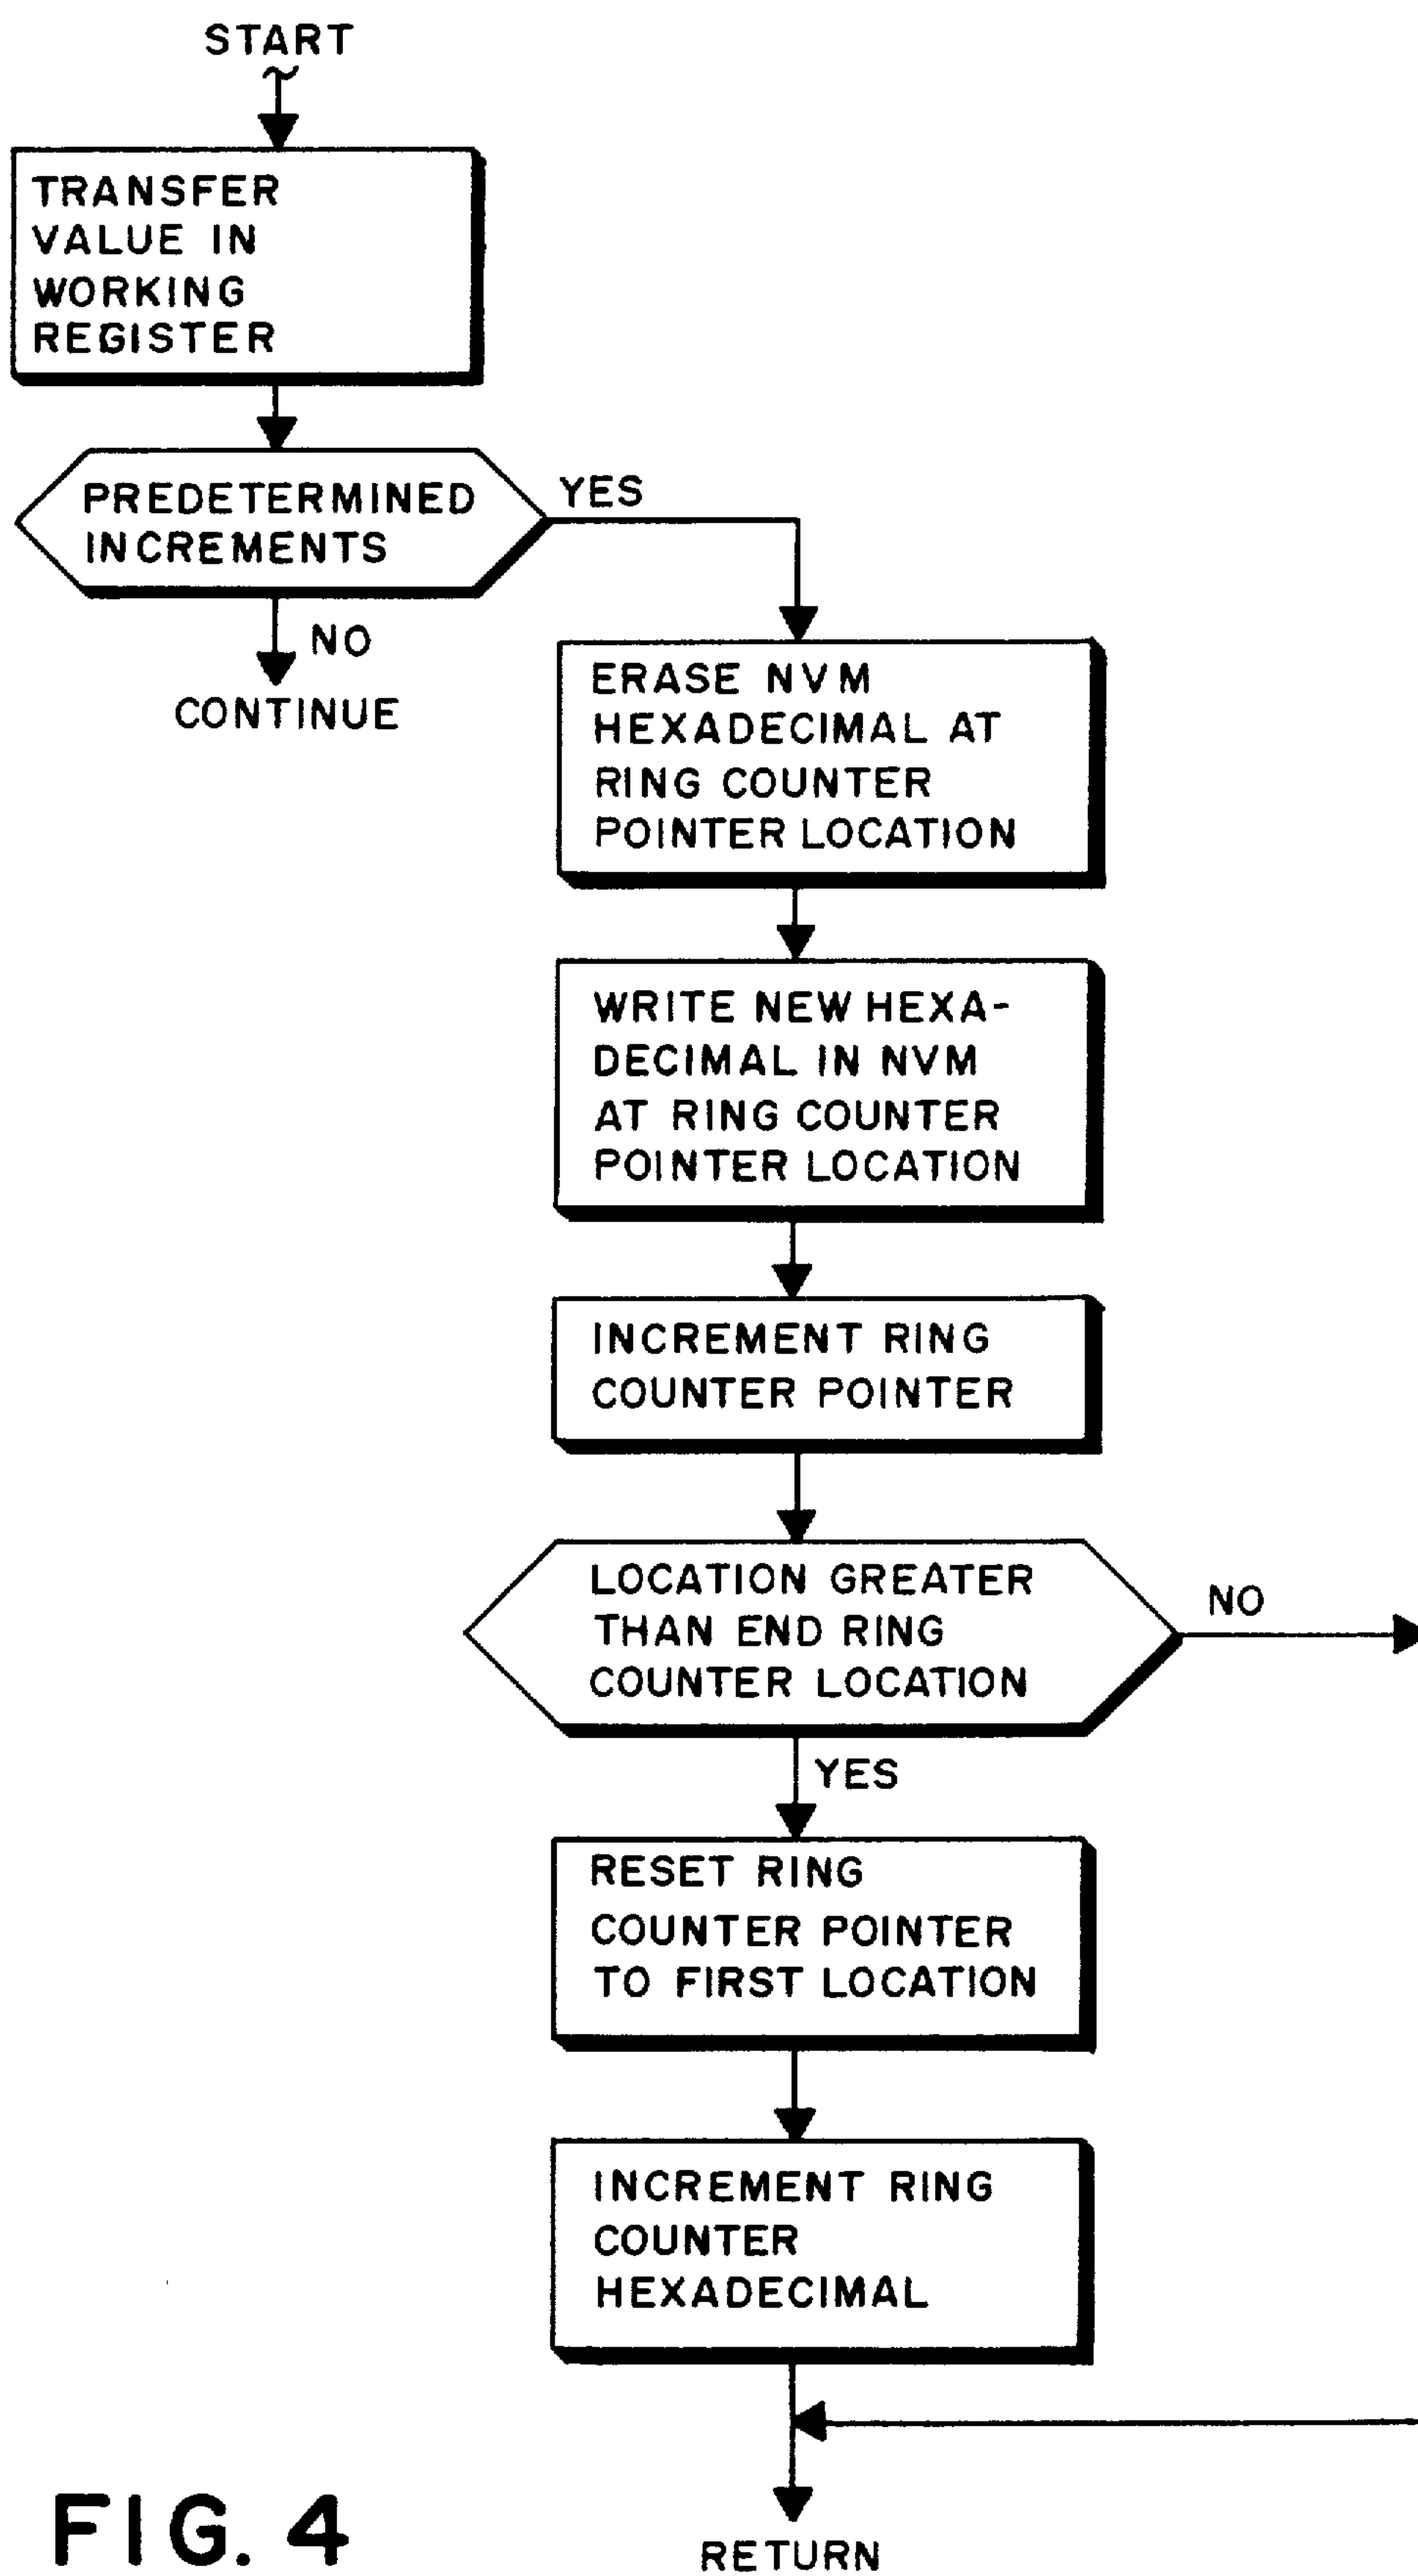 START
TRANSFER
VALUE IN
WORKING
REGISTER
PREDETERMINED
INCREMENTS
YES
NO
CONTINUE
ERASE NVM
HEXADECIMAL AT
RING COUNTER
POINTER LOCATION
WRITE NEW HEXA-
DECIMAL IN NVM
AT RING COUNTER
POINTER LOCATION
INCREMENT RING
COUNTER POINTER
LOCATION GREATER
THAN END RING
COUNTER LOCATION
NO
YES
RESET RING
COUNTER POINTER
TO FIRST LOCATION
INCREMENT RING
COUNTER
HEXADECIMAL
RETURN
FIG. 4